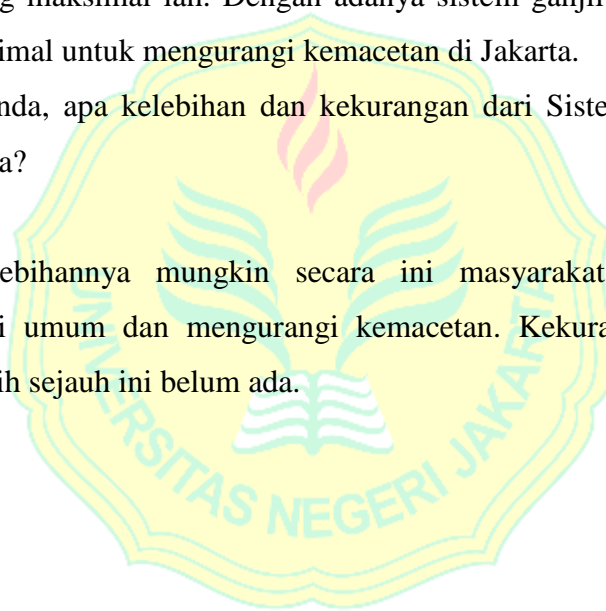 g maksimal lah. Dengan adanya sistem ganjil
imal untuk mengurangi kemacetan di Jakarta.
nda, apa kelebihan dan kekurangan dari Siste
a?
ebihannya mungkin secara ini masyarakat
i umum dan mengurangi kemacetan. Kekura
ih sejauh ini belum ada.
UNIVERSITAS NEGERI JAKARTA